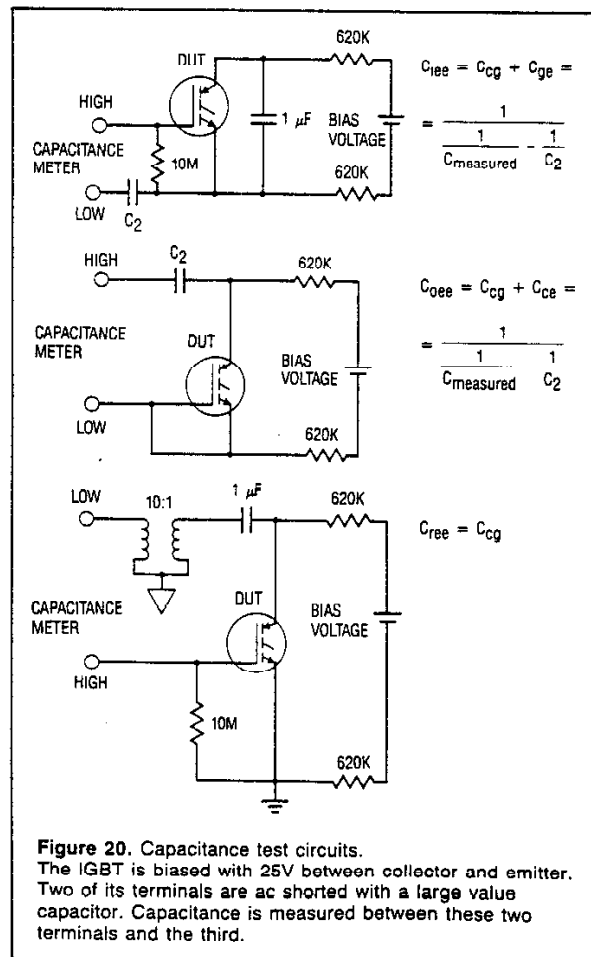 620K
DUT
C_iee = C_cg + C_ge =
HIGH
1 µF
BIAS
VOLTAGE
= 1 / (1/C_measured - 1/C_2)
CAPACITANCE
METER
10M
620K
LOW
C_2
HIGH
C_2
620K
C_oee = C_cg + C_ce =
CAPACITANCE
METER
DUT
BIAS
VOLTAGE
= 1 / (1/C_measured 1/C_2)
LOW
620K
LOW
10:1
1 µF
620K
C_ree = C_cg
CAPACITANCE
METER
DUT
BIAS
VOLTAGE
HIGH
10M
620K
Figure 20. Capacitance test circuits.
The IGBT is biased with 25V between collector and emitter.
Two of its terminals are ac shorted with a large value
capacitor. Capacitance is measured between these two
terminals and the third.